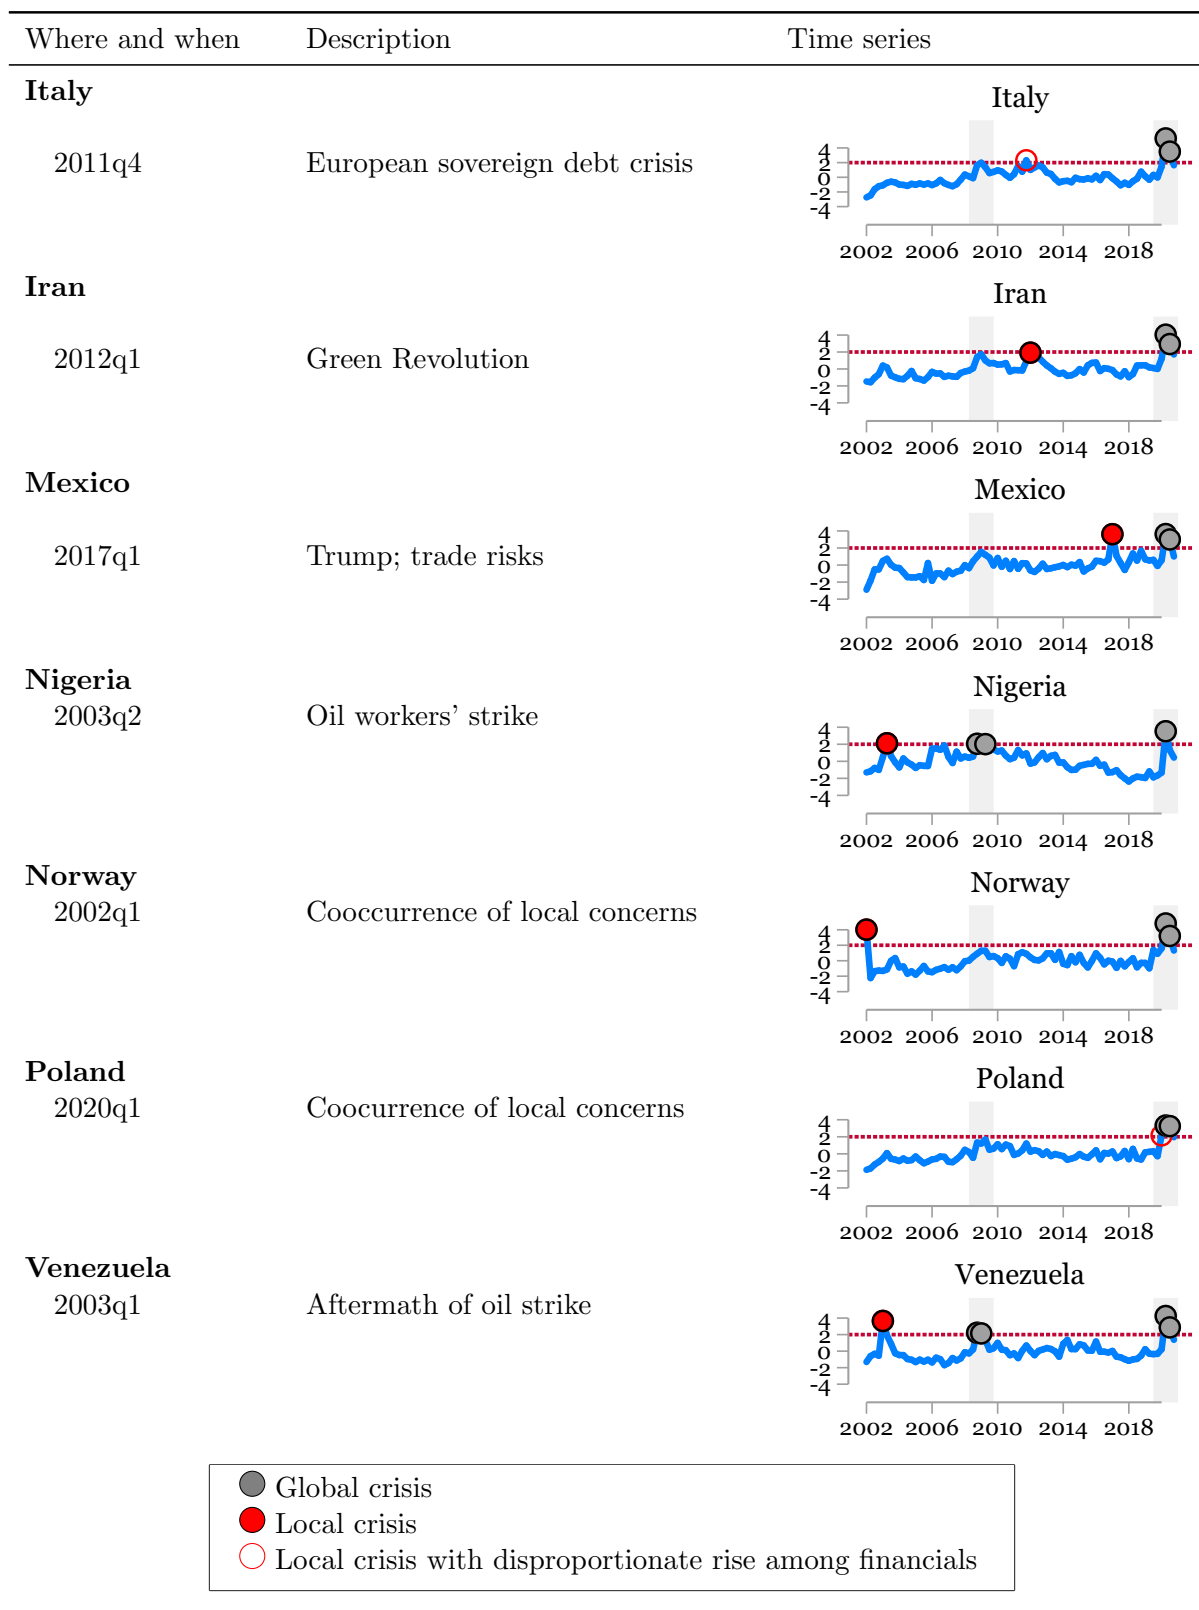 Where and when Description Time series
Italy
Italy
2011q4 European sovereign debt crisis
4
2
0
-2
-4
2002 2006 2010 2014 2018
Iran
Iran
2012q1 Green Revolution
4
2
0
-2
-4
2002 2006 2010 2014 2018
Mexico
Mexico
2017q1 Trump; trade risks
4
2
0
-2
-4
2002 2006 2010 2014 2018
Nigeria
Nigeria
2003q2 Oil workers' strike
4
2
0
-2
-4
2002 2006 2010 2014 2018
Norway
Norway
2002q1 Cooccurrence of local concerns
4
2
0
-2
-4
2002 2006 2010 2014 2018
Poland
Poland
2020q1 Coocurrence of local concerns
4
2
0
-2
-4
2002 2006 2010 2014 2018
Venezuela
Venezuela
2003q1 Aftermath of oil strike
4
2
0
-2
-4
2002 2006 2010 2014 2018
Global crisis
Local crisis
Local crisis with disproportionate rise among financials